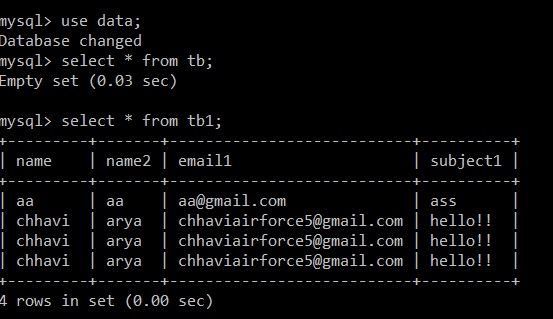 mysql> use data;
Database changed
mysql> select * from tb;
Empty set (0.03 sec)

mysql> select * from tb1;
+---------+-------+---------------------------+----------+
| name    | name2 | email1                    | subject1 |
+---------+-------+---------------------------+----------+
| aa      | aa    | aa@gmail.com              | ass      |
| chhavi  | arya  | chhaviairforce5@gmail.com | hello!!  |
| chhavi  | arya  | chhaviairforce5@gmail.com | hello!!  |
| chhavi  | arya  | chhaviairforce5@gmail.com | hello!!  |
+---------+-------+---------------------------+----------+
4 rows in set (0.00 sec)